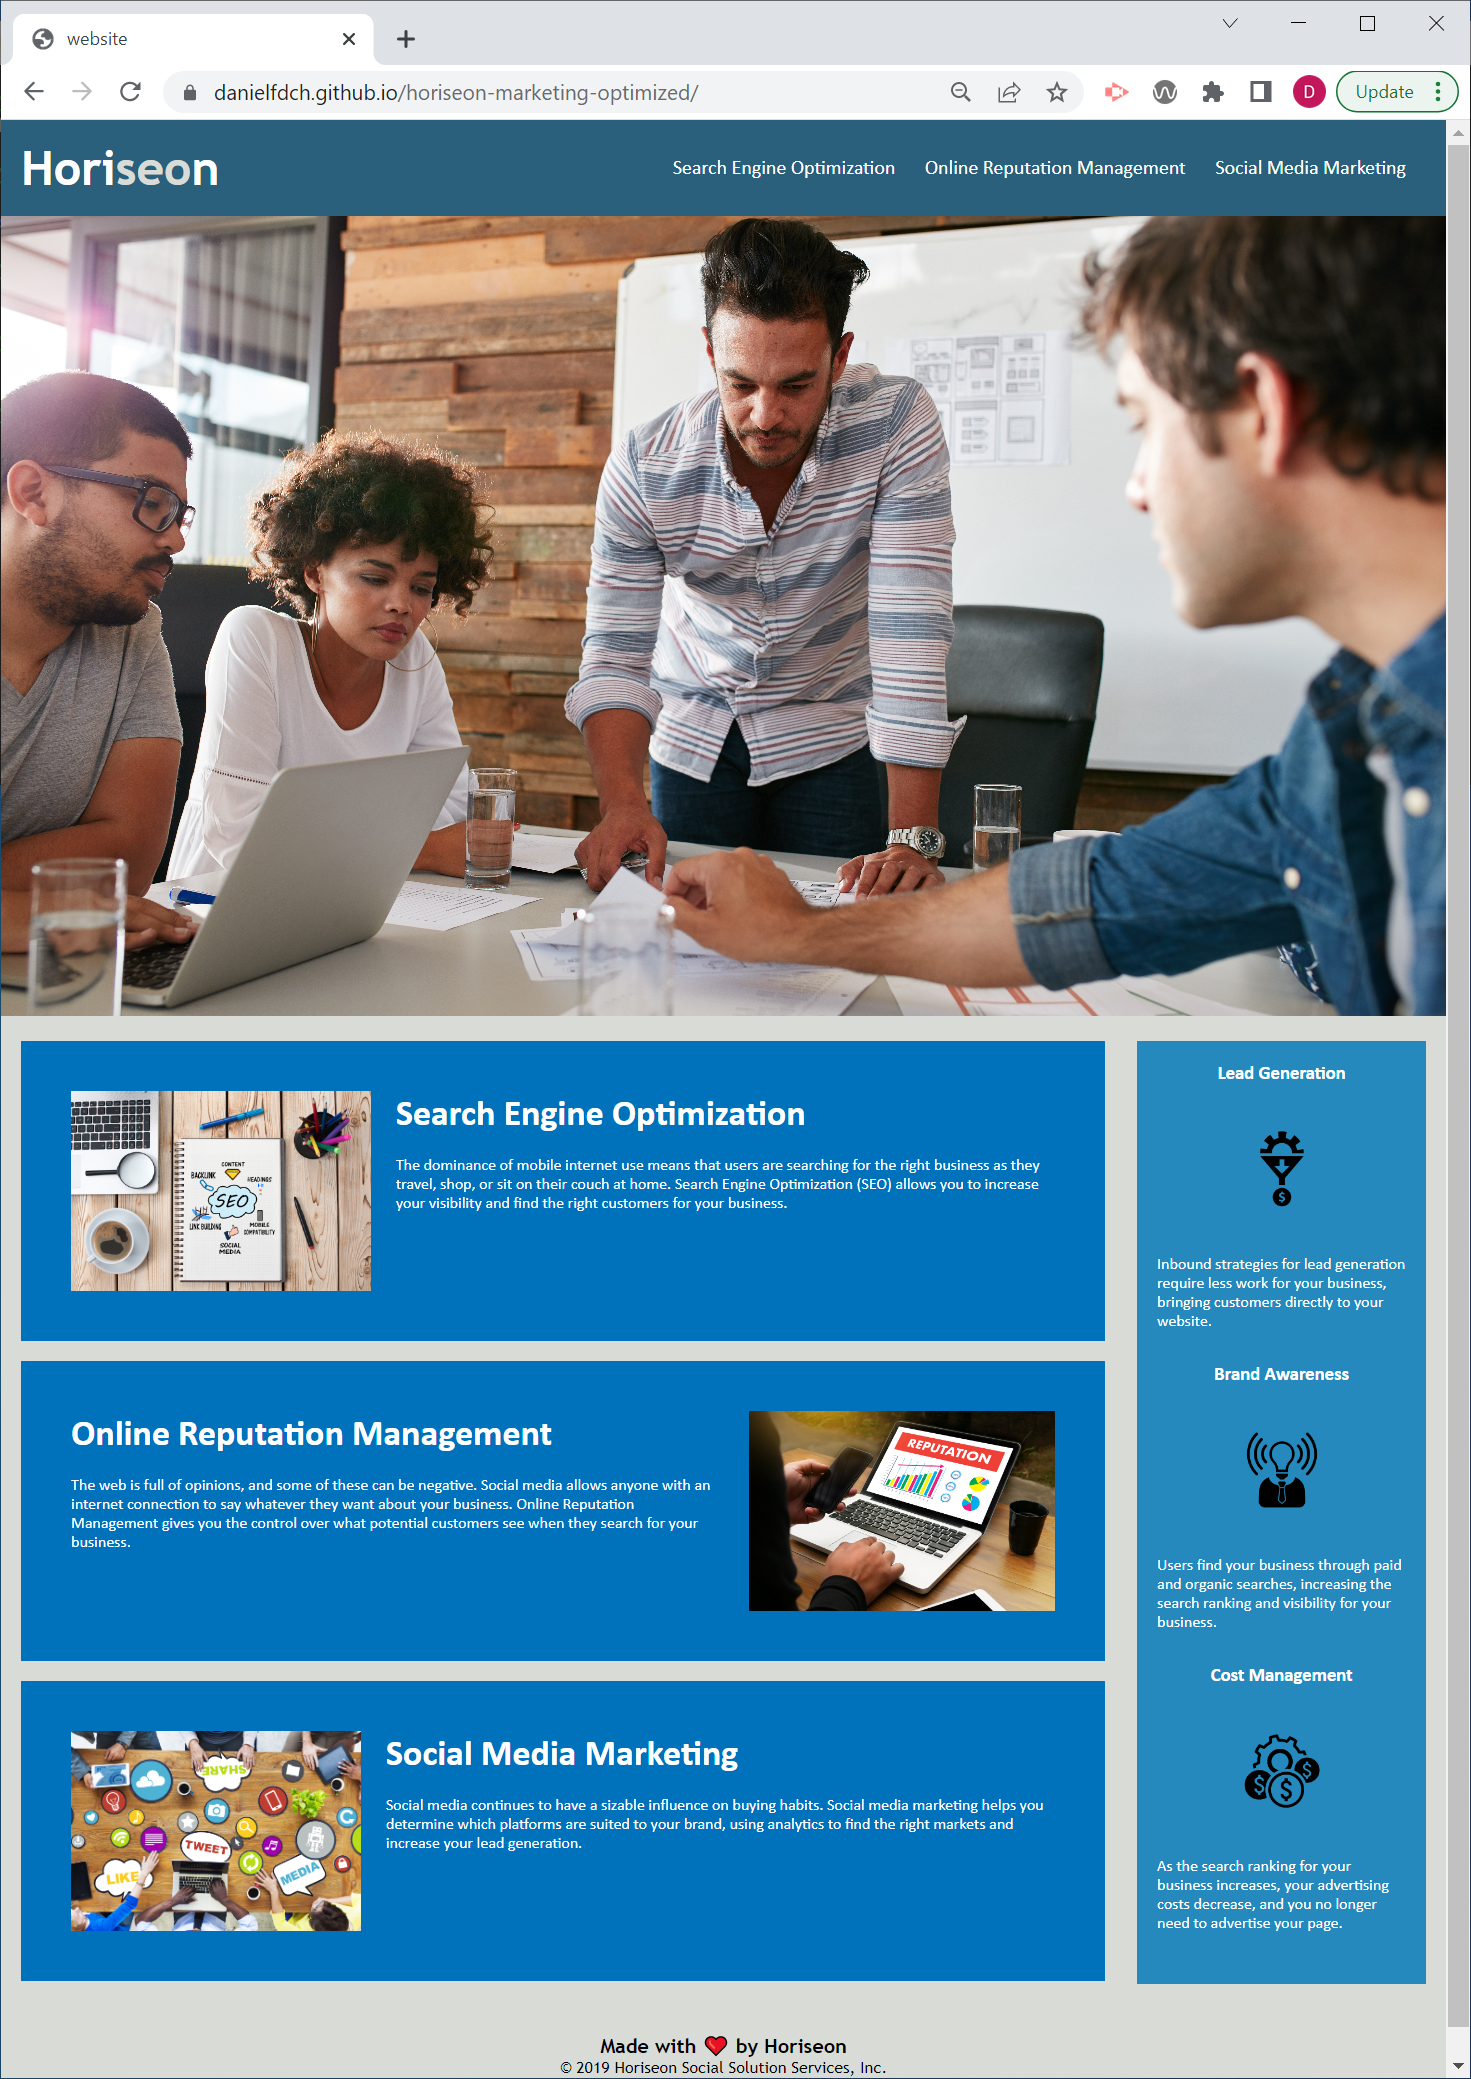 website
danielfdch.github.io/horiseon-marketing-optimized/
D
Update
Horiseon
Search Engine Optimization
Online Reputation Management
Social Media Marketing
Search Engine Optimization
The dominance of mobile internet use means that users are searching for the right business as they
travel, shop, or sit on their couch at home. Search Engine Optimization (SEO) allows you to increase
your visibility and find the right customers for your business.
CONTENT
BACKLINK
HEADINGS
SEO
LINK BUILDING
MOBILE
COMPATIBILITY
SOCIAL
MEDIA
Online Reputation Management
The web is full of opinions, and some of these can be negative. Social media allows anyone with an
internet connection to say whatever they want about your business. Online Reputation
Management gives you the control over what potential customers see when they search for your
business.
REPUTATION
Social Media Marketing
Social media continues to have a sizable influence on buying habits. Social media marketing helps you
determine which platforms are suited to your brand, using analytics to find the right markets and
increase your lead generation.
SHARE
TWEET
LIKE
MEDIA
Lead Generation
$
Inbound strategies for lead generation
require less work for your business,
bringing customers directly to your
website.
Brand Awareness
Users find your business through paid
and organic searches, increasing the
search ranking and visibility for your
business.
Cost Management
$ $ $
As the search ranking for your
business increases, your advertising
costs decrease, and you no longer
need to advertise your page.
Made with ❤️ by Horiseon
© 2019 Horiseon Social Solution Services, Inc.